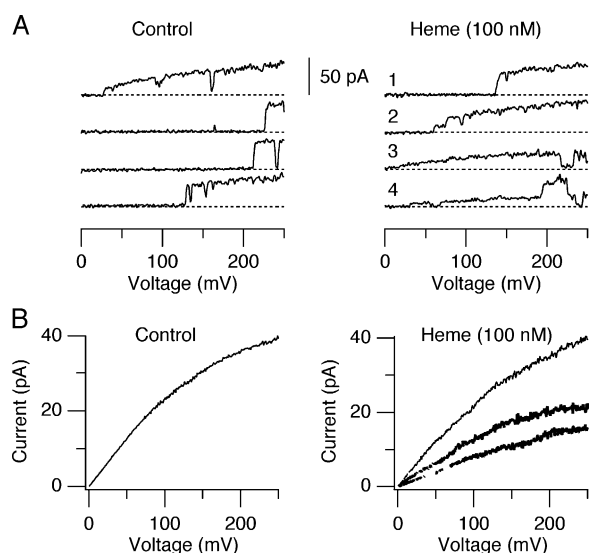 A
Control
Heme (100 nM)
50 pA
1
2
3
4
0 100 200
Voltage (mV)
0 100 200
Voltage (mV)
B
Control
Heme (100 nM)
Current (pA)
40
20
0
0 100 200
Voltage (mV)
Current (pA)
40
20
0
0 100 200
Voltage (mV)